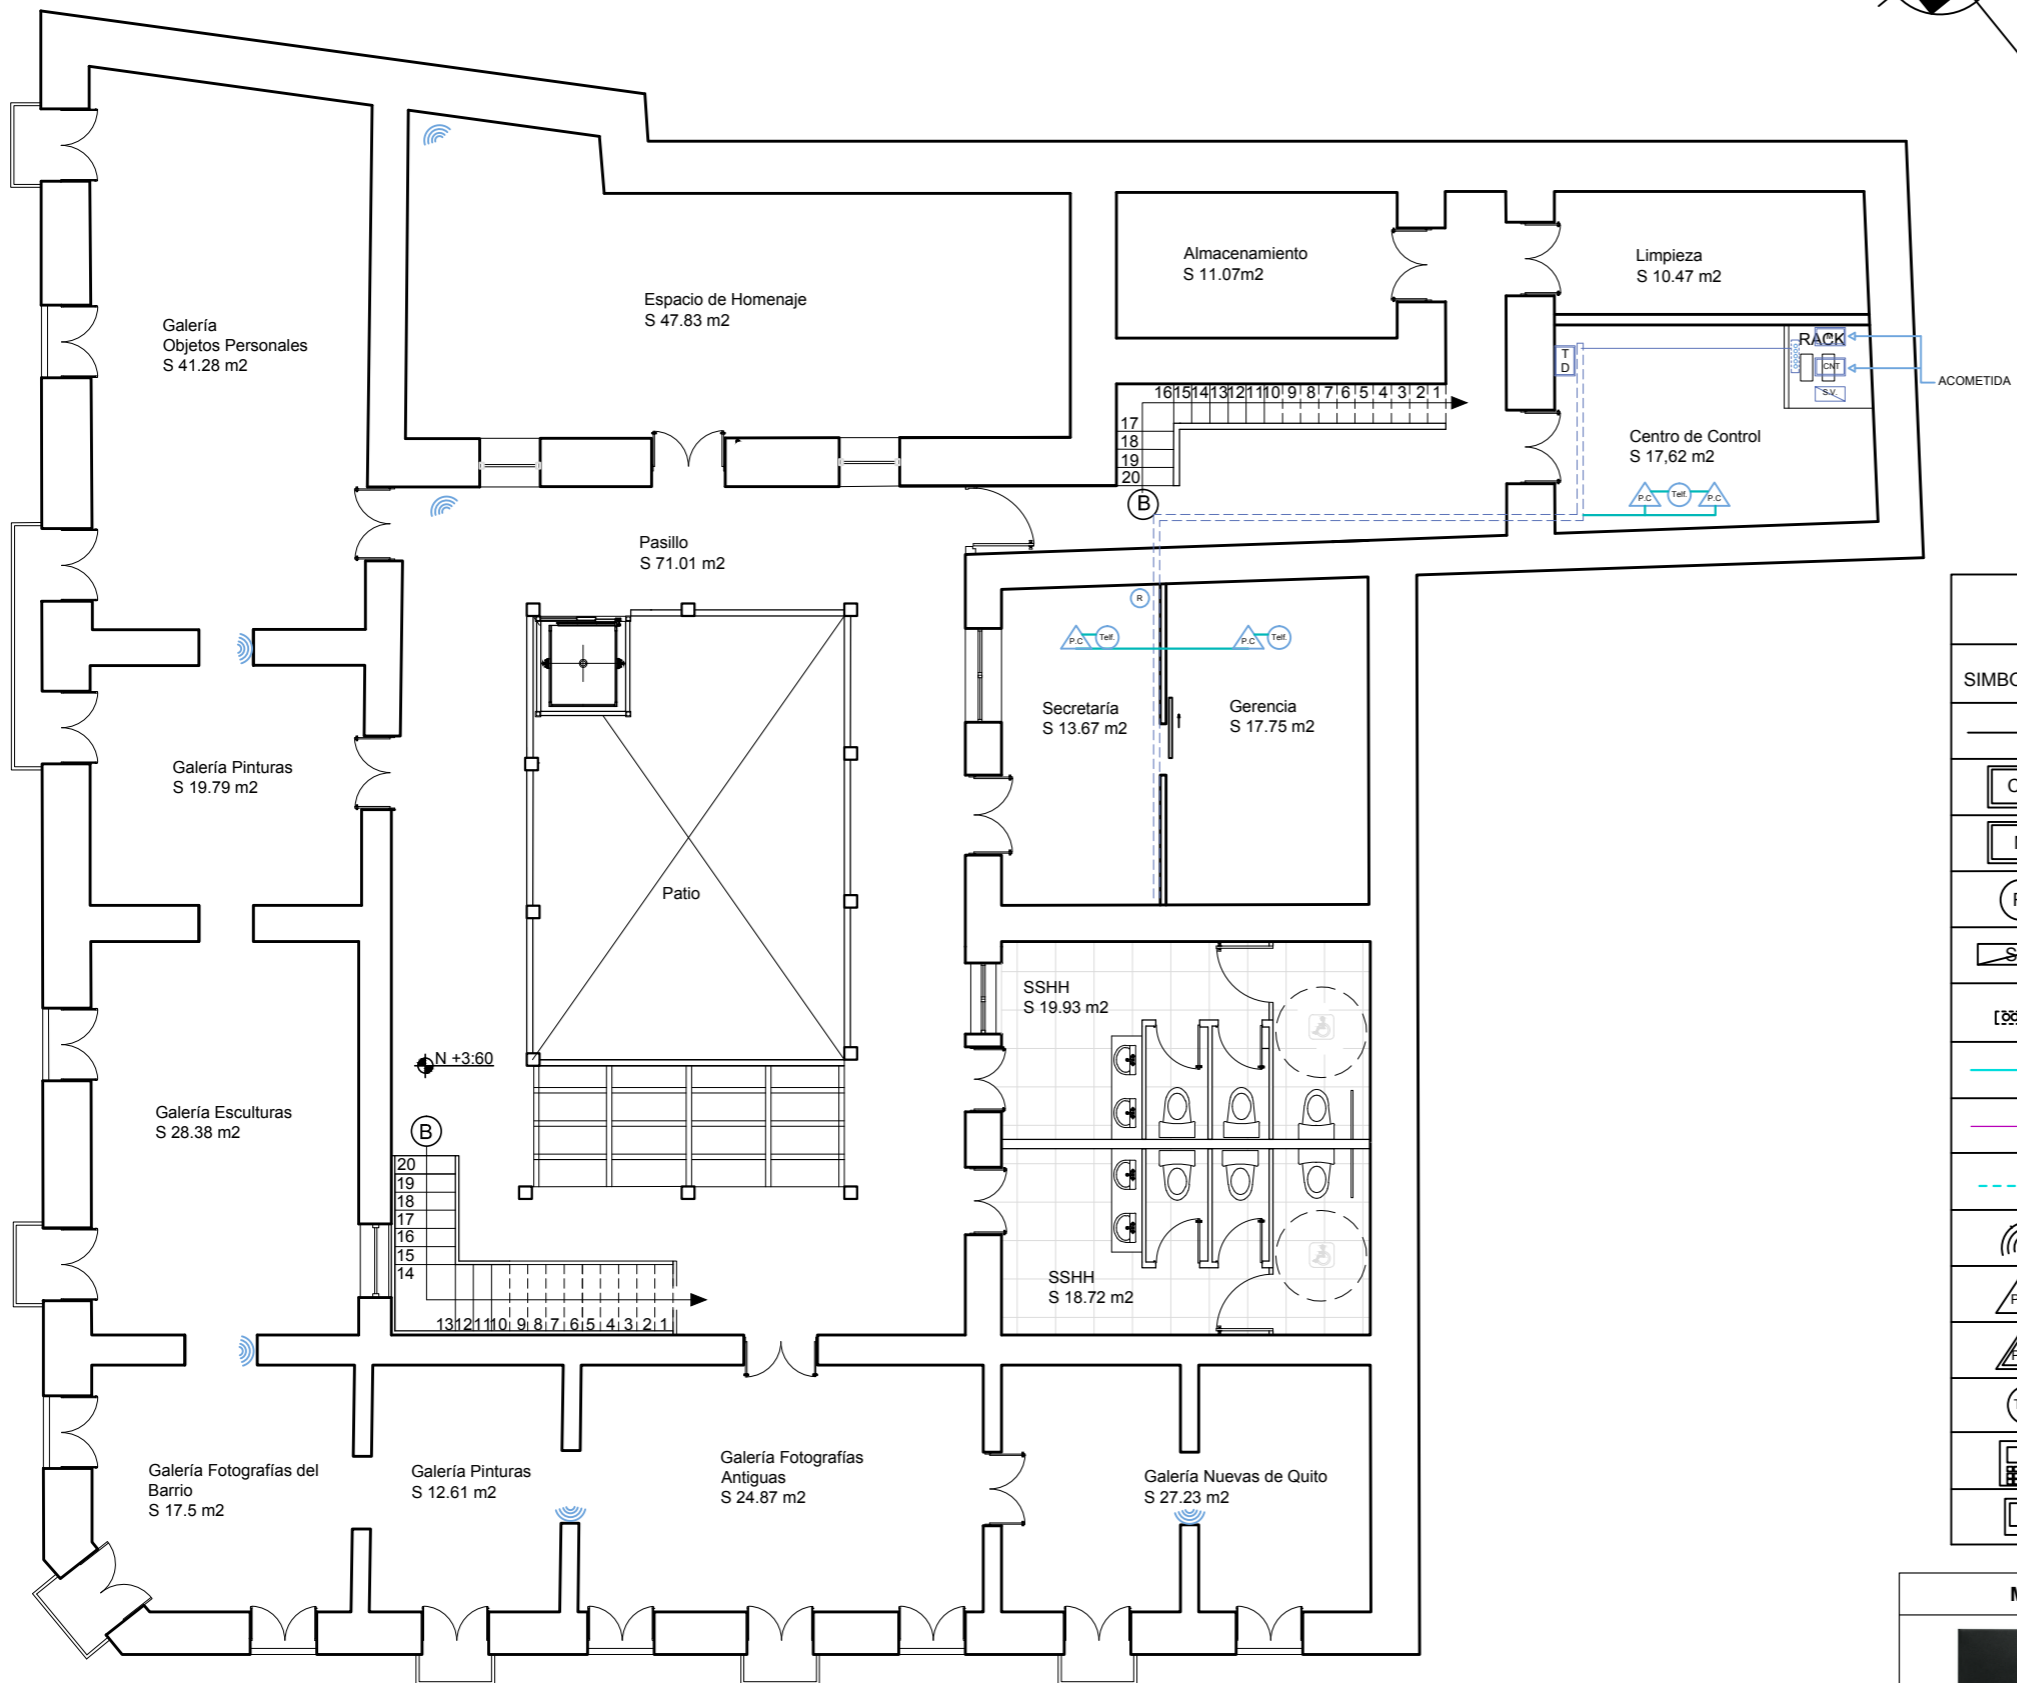 Galería
Objetos Personales
S 41.28 m2
Espacio de Homenaje
S 47.83 m2
Almacenamiento
S 11.07m2
Limpieza
S 10.47 m2
RACK
CNT
S.V.
ACOMETIDA
T
D
Centro de Control
S 17,62 m2
P.C
Telf.
P.C
16 15 14 13 12 11 10 9 8 7 6 5 4 3 2 1
17
18
19
20
B
Pasillo
S 71.01 m2
R
P.C
Telf.
P.C
Telf.
Secretaría
S 13.67 m2
Gerencia
S 17.75 m2
Galería Pinturas
S 19.79 m2
Patio
SSHH
S 19.93 m2
N +3:60
Galería Esculturas
S 28.38 m2
B
20
19
18
17
16
15
14
13 12 11 10 9 8 7 6 5 4 3 2 1
SSHH
S 18.72 m2
Galería Fotografías del
Barrio
S 17.5 m2
Galería Pinturas
S 12.61 m2
Galería Fotografías
Antiguas
S 24.87 m2
Galería Nuevas de Quito
S 27.23 m2
SIMBO